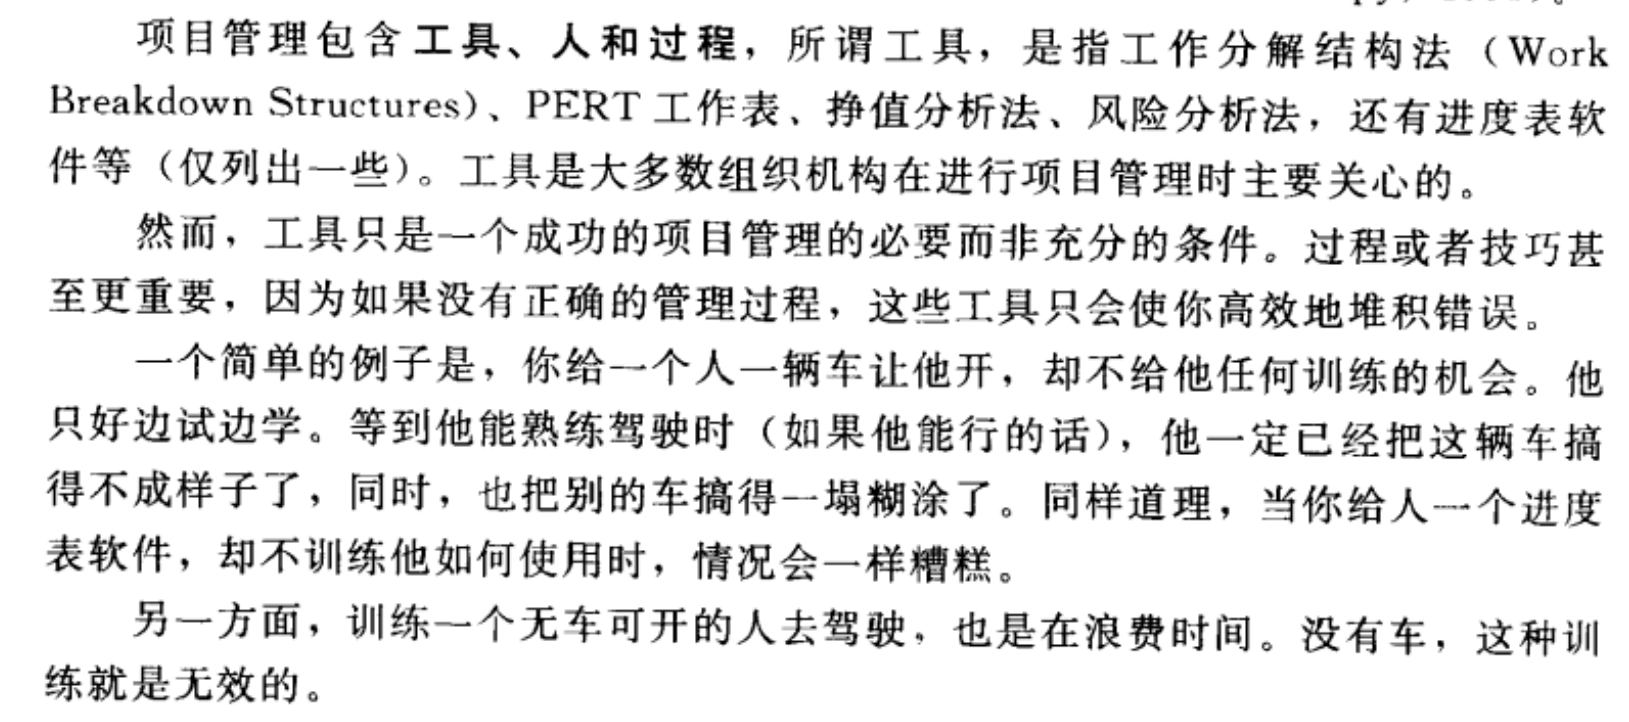 项目管理包含工具、人和过程，所谓工具，是指工作分解结构法（Work
Breakdown Structures）、PERT 工作表、挣值分析法、风险分析法，还有进度表软
件等（仅列出一些）。工具是大多数组织机构在进行项目管理时主要关心的。
然而，工具只是一个成功的项目管理的必要而非充分的条件。过程或者技巧甚
至更重要，因为如果没有正确的管理过程，这些工具只会使你高效地堆积错误。
一个简单的例子是，你给一个人一辆车让他开，却不给他任何训练的机会。他
只好边试边学。等到他能熟练驾驶时（如果他能行的话），他一定已经把这辆车搞
得不成样子了，同时，也把别的车搞得一塌糊涂了。同样道理，当你给人一个进度
表软件，却不训练他如何使用时，情况会一样糟糕。
另一方面，训练一个无车可开的人去驾驶，也是在浪费时间。没有车，这种训
练就是无效的。